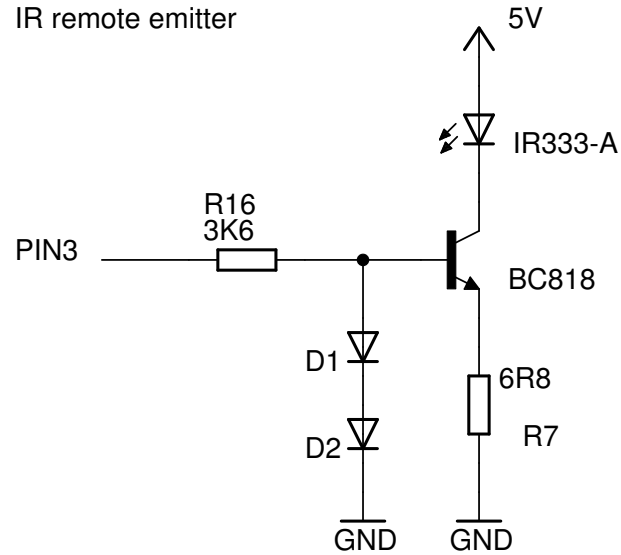 IR remote emitter
5V
IR333-A
R16
3K6
PIN3
BC818
D1
6R8
D2
R7
GND
GND